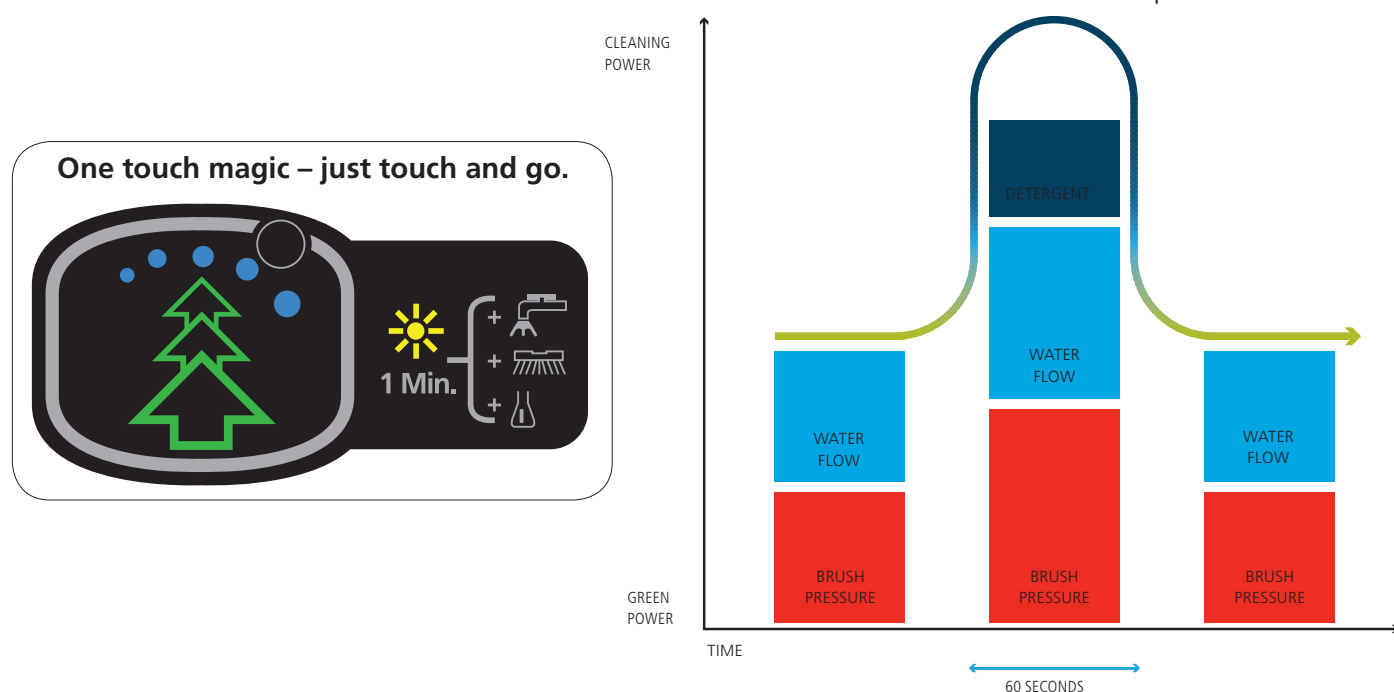 One touch magic – just touch and go.
1 Min.
+
+
+
CLEANING
POWER
DETERGENT
WATER
FLOW
WATER
FLOW
WATER
FLOW
BRUSH
PRESSURE
BRUSH
PRESSURE
BRUSH
PRESSURE
GREEN
POWER
TIME
60 SECONDS